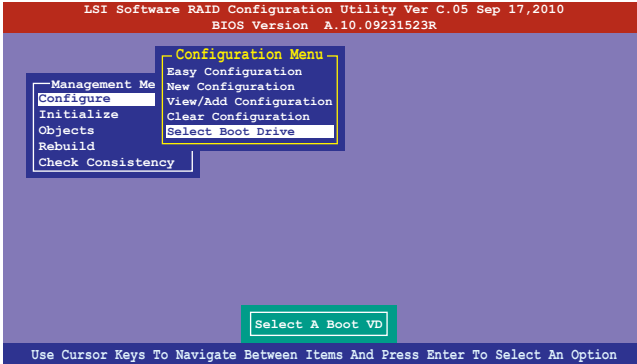 LSI Software RAID Configuration Utility Ver C.05 Sep 17,2010
BIOS Version   A.10.09231523R
Configuration Menu
Easy Configuration
New Configuration
View/Add Configuration
Clear Configuration
Select Boot Drive
Management Me
Configure
Initialize
Objects
Rebuild
Check Consistency
Select A Boot VD
Use Cursor Keys To Navigate Between Items And Press Enter To Select An Option